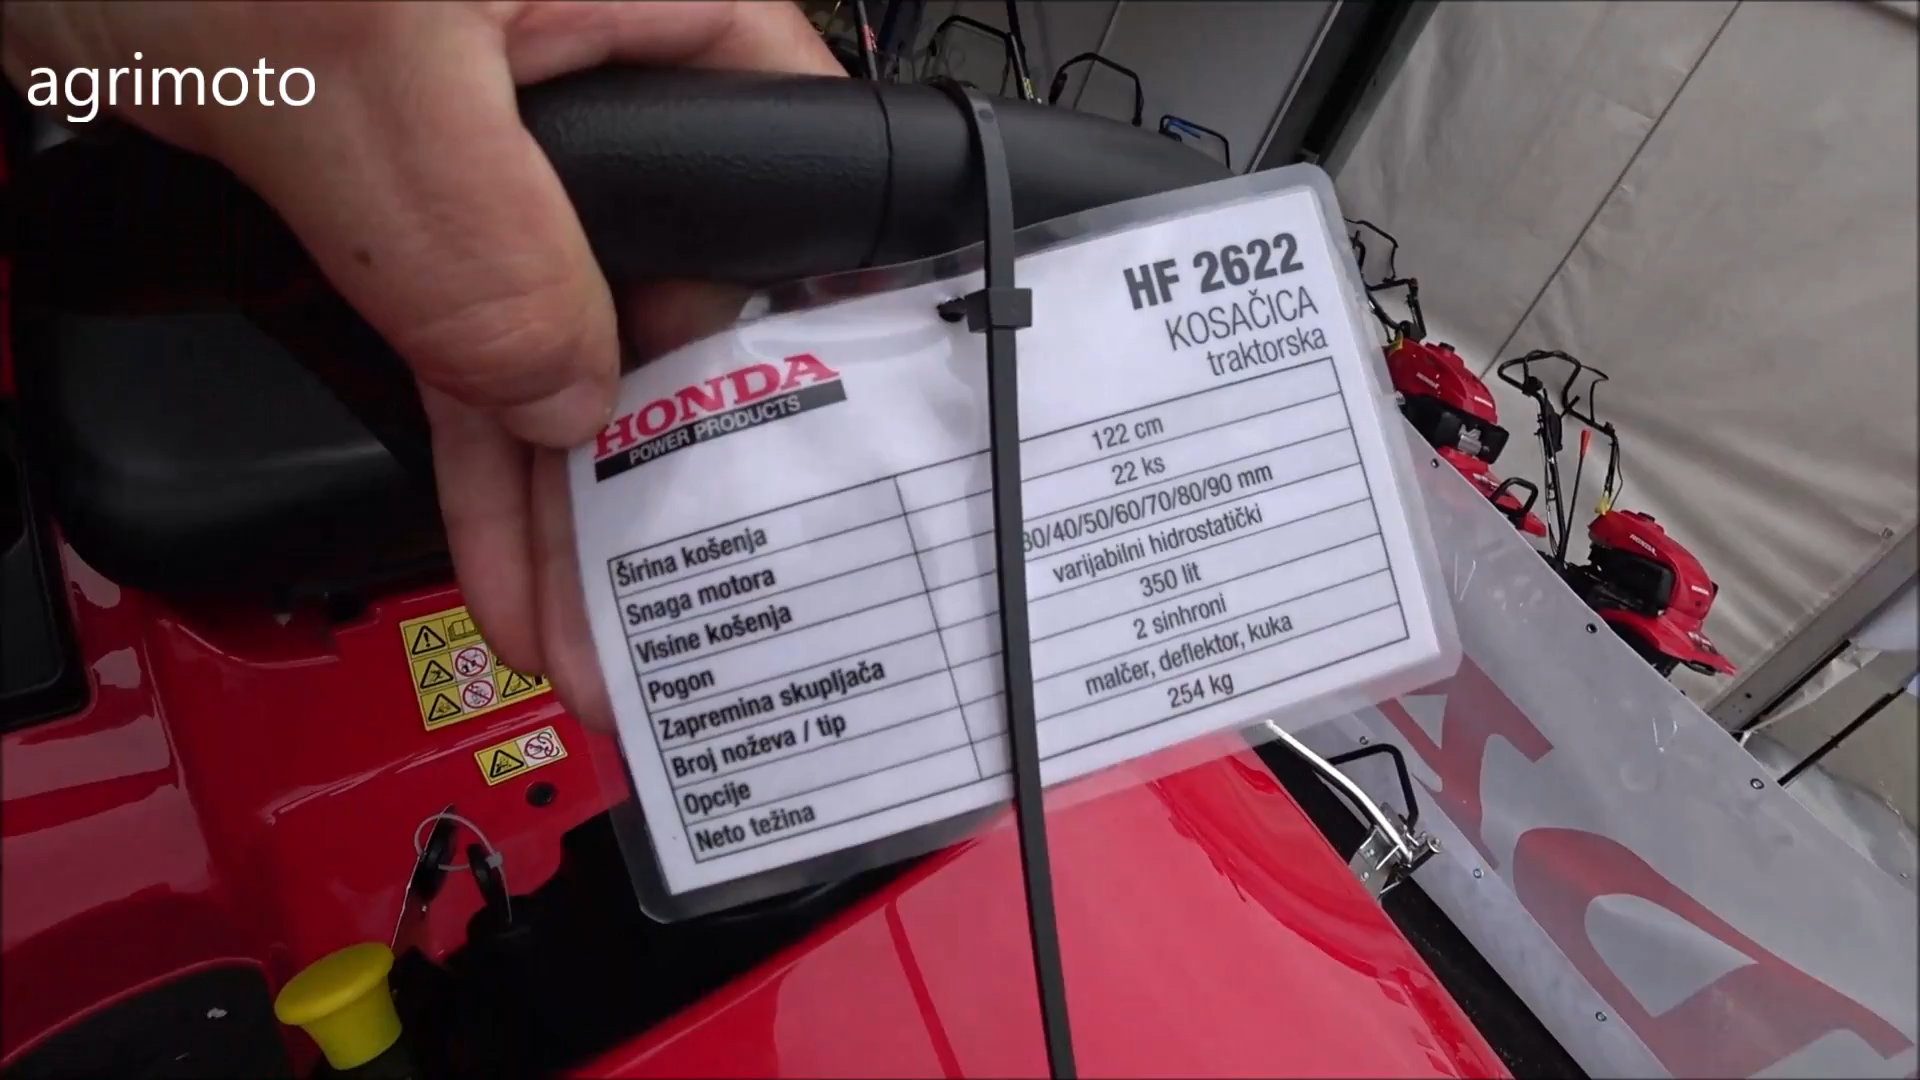 agrimoto
HF 2622
KOSAČICA
traktorska
HONDA
POWER PRODUCTS
Širina košenja 122 cm
Snaga motora 22 ks
Visine košenja 30/40/50/60/70/80/90 mm
Pogon varijabilni hidrostatički
Zapremina skupljača 350 lit
Broj noževa / tip 2 sinhroni
Opcije malčer, deflektor, kuka
Neto težina 254 kg